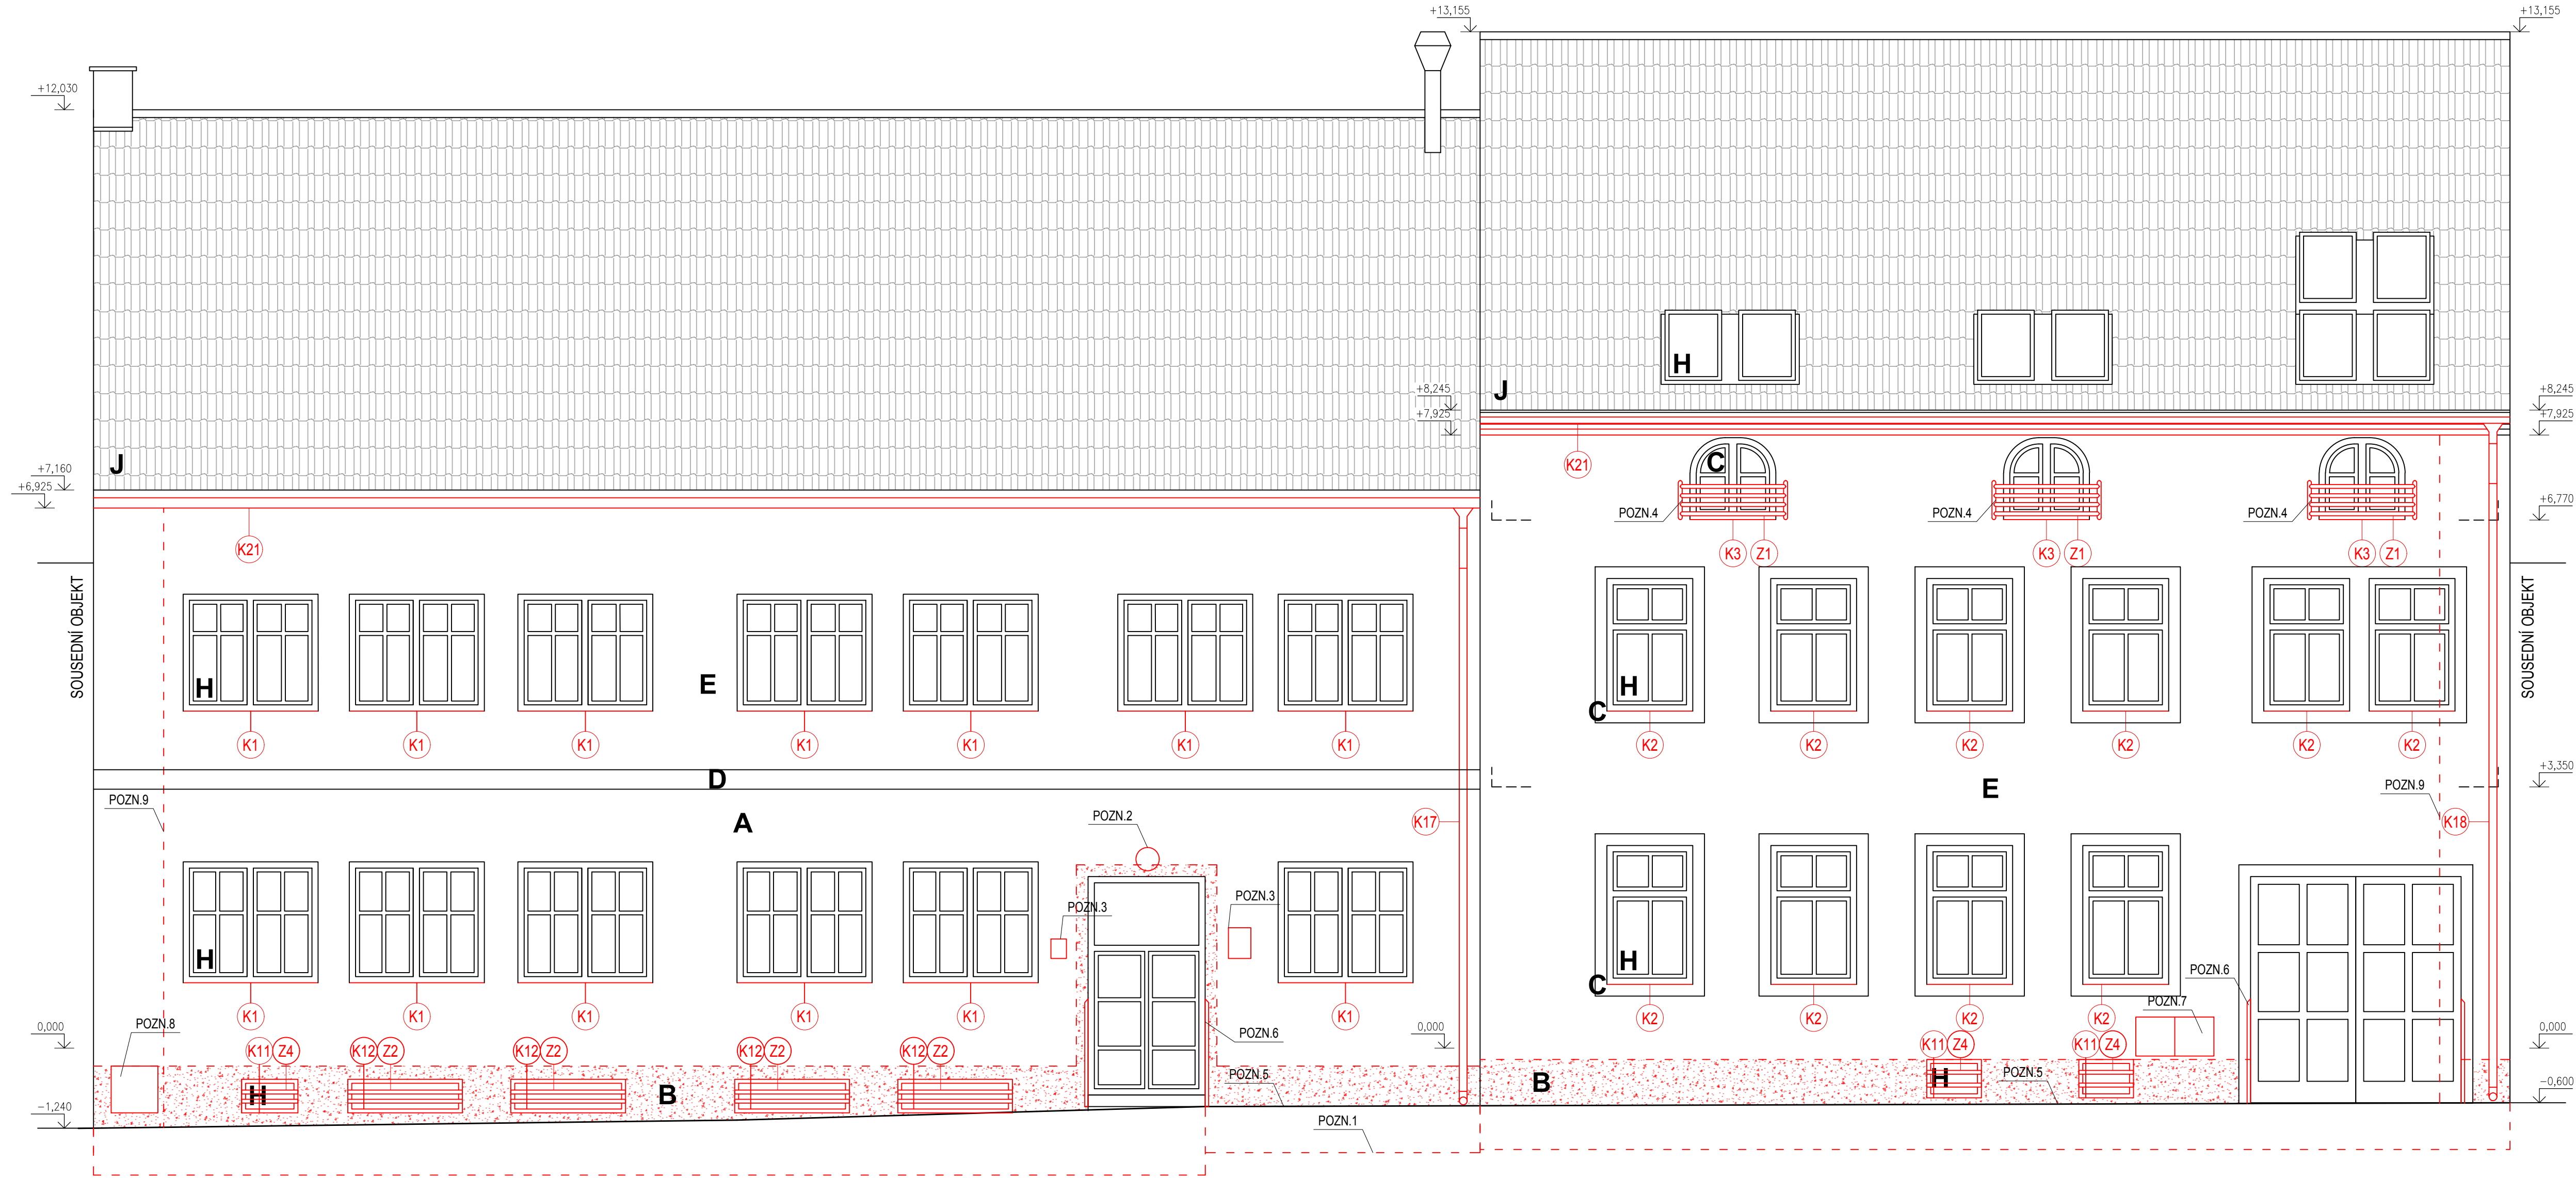 +13,155
+13,155
+12,030
H
+8,245
J
+8,245
+7,925
+7,925
C
J
K21
+7,160
+6,925
POZN.4
POZN.4
POZN.4
+6,770
K21
K3
Z1
K3
Z1
K3
Z1
SOUSEDNÍ OBJEKT
SOUSEDNÍ OBJEKT
H
E
H
C
K1
K1
K1
K1
K1
K1
K1
K2
K2
K2
K2
K2
K2
+3,350
D
E
POZN.9
POZN.9
A
POZN.2
K17
K18
POZN.3
POZN.3
H
H
POZN.6
C
K1
K1
K1
K1
K1
K1
K2
K2
K2
K2
POZN.7
0,000
POZN.8
POZN.6
0,000
0,000
K11
Z4
K12
Z2
K12
Z2
K12
Z2
K12
Z2
K11
Z4
K11
Z4
POZN.5
POZN.5
H
B
B
H
-0,600
-1,240
POZN.1